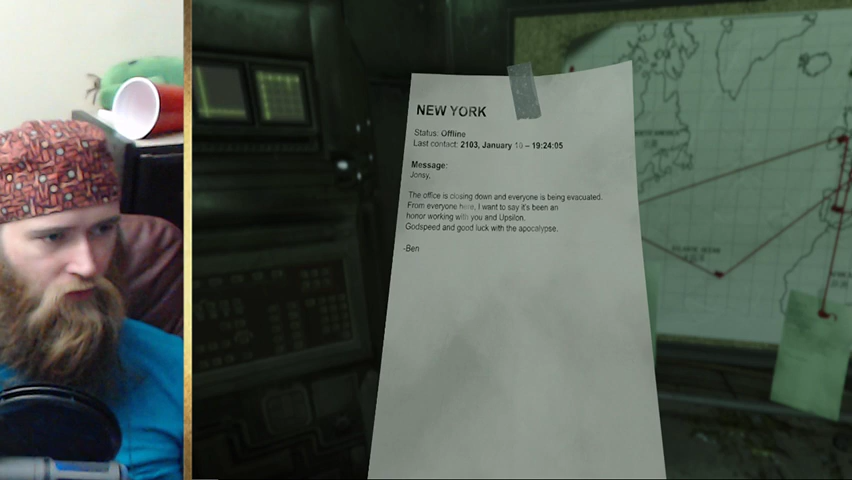 NEW YORK
Status: Offline
Last contact: 2103, January 10 – 19:24:05
Message:
Jonsy,
The office is closing down and everyone is being evacuated.
From everyone here, I want to say it's been an
honor working with you and Upsilon.
Godspeed and good luck with the apocalypse.
-Ben